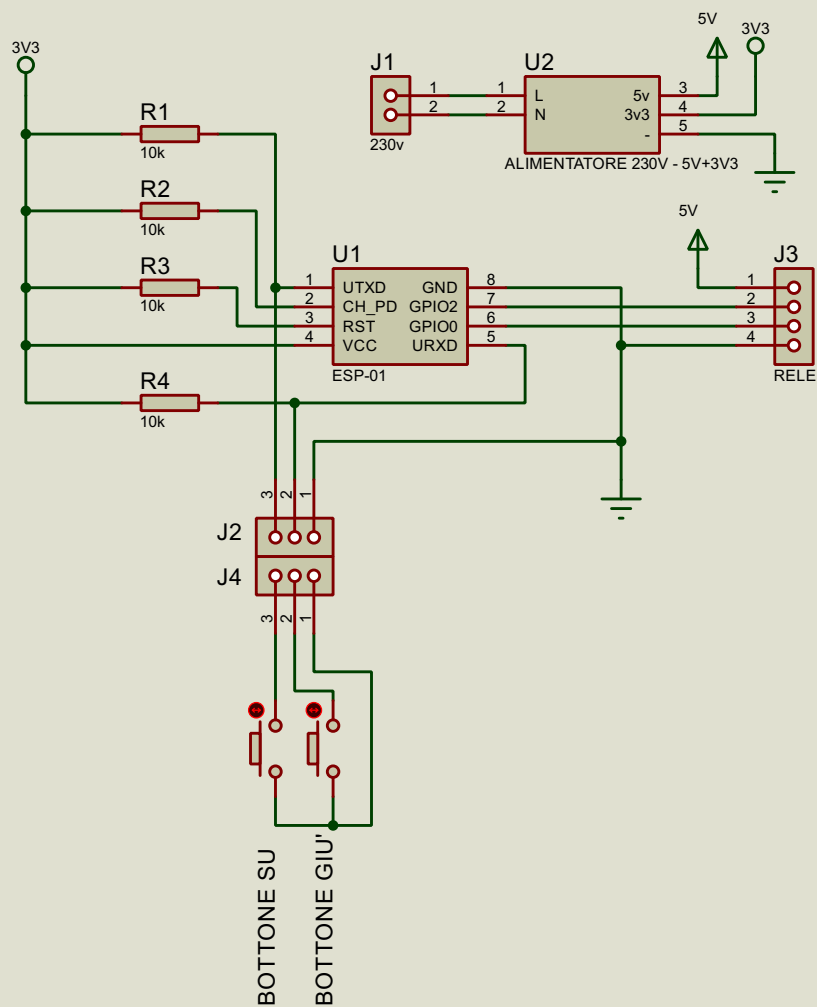 3V3
R1
10k
R2
10k
R3
10k
R4
10k
J1
1
2
230v
U2
1
2
L
N
5v
3v3
-
3
4
5
ALIMENTATORE 230V - 5V+3V3
5V
3V3
U1
1
2
3
4
UTXD
CH_PD
RST
VCC
GND
GPIO2
GPIO0
URXD
8
7
6
5
ESP-01
5V
J3
1
2
3
4
RELE
J2
3
2
1
J4
3
2
1
BOTTONE SU
BOTTONE GIU'